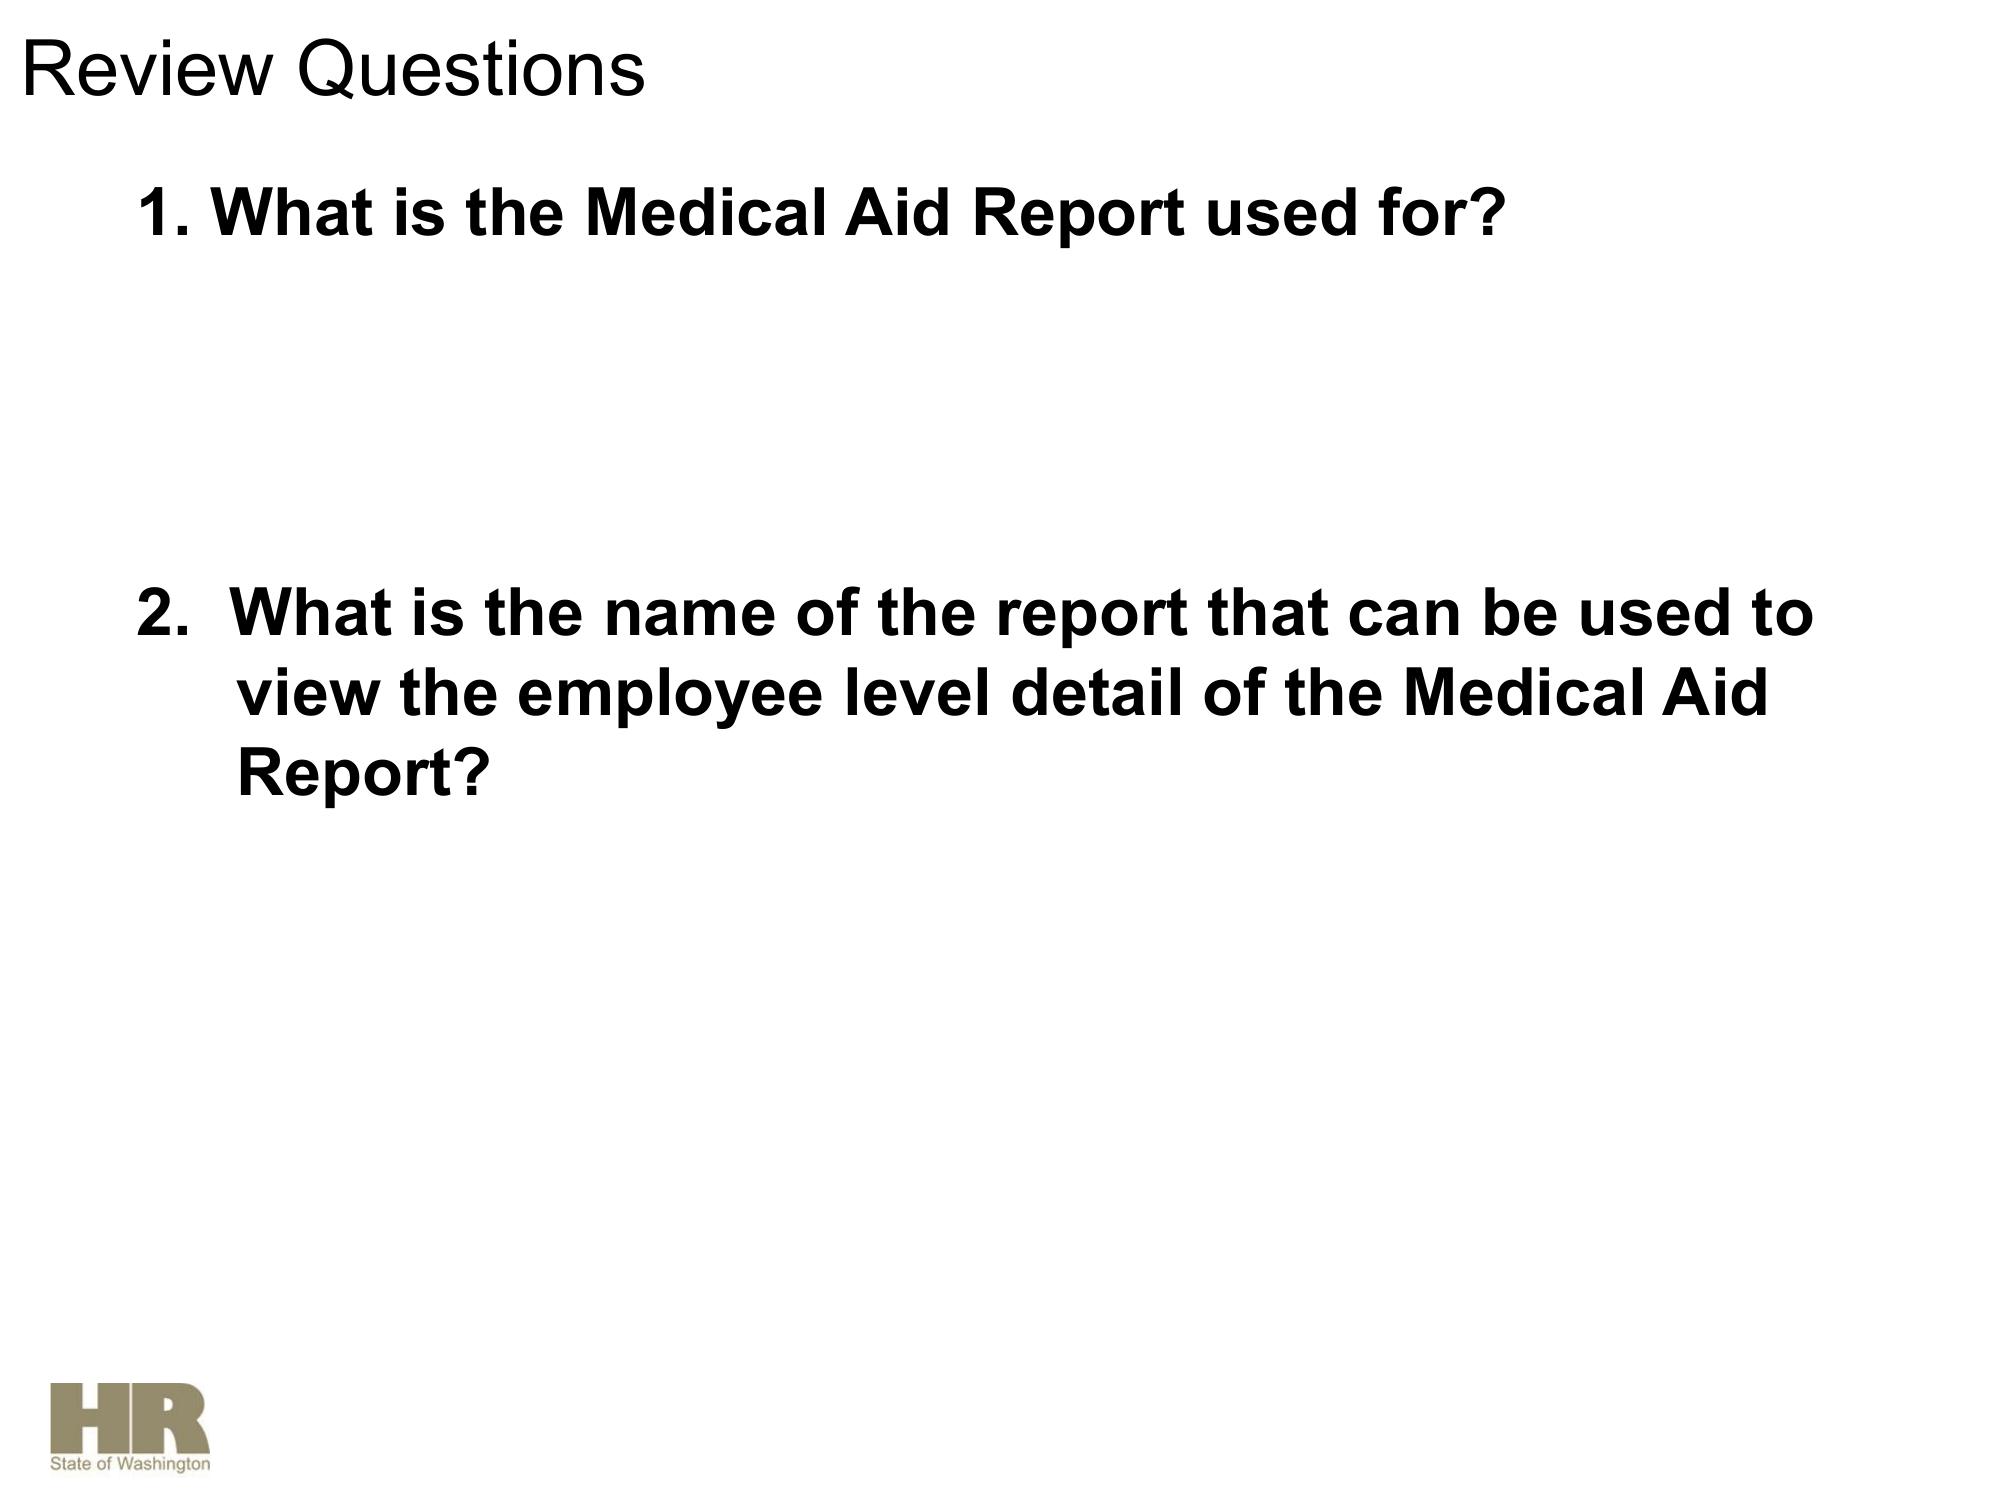 Review Questions
1. What is the Medical Aid Report used for?
2. What is the name of the report that can be used to
view the employee level detail of the Medical Aid
Report?
HR
State of Washington